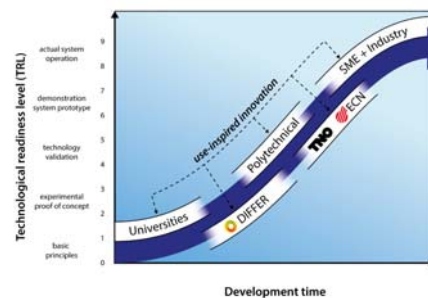 Technological readiness level (TRL)
actual system
operation
demonstration
system prototype
technology
validation
experimental
proof of concept
basic
principles
9
8
7
6
5
4
3
2
1
0
use-inspired innovation
Universities
Polytechnical
SME + Industry
DIFFER
TNO
ECN
Development time